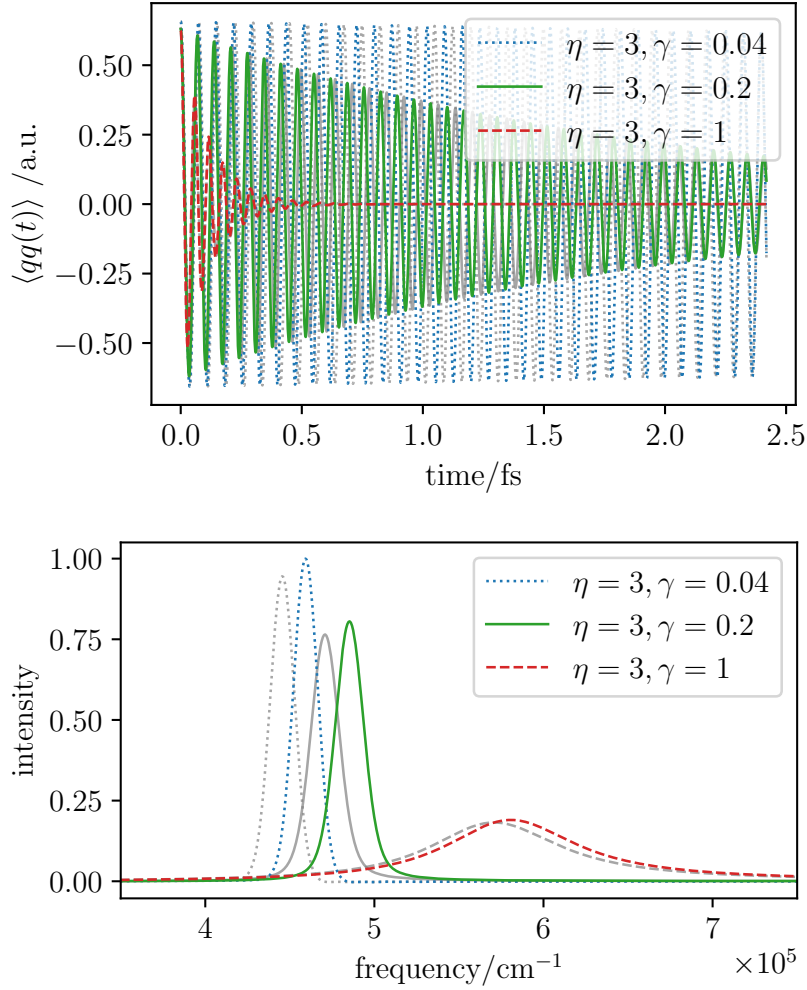 ⟨qq(t)⟩ /a.u.
0.50
0.25
0.00
−0.25
−0.50
η = 3, γ = 0.04
η = 3, γ = 0.2
η = 3, γ = 1
0.0 0.5 1.0 1.5 2.0 2.5
time/fs
intensity
1.00
0.75
0.50
0.25
0.00
η = 3, γ = 0.04
η = 3, γ = 0.2
η = 3, γ = 1
4 5 6 7
×10⁵
frequency/cm⁻¹